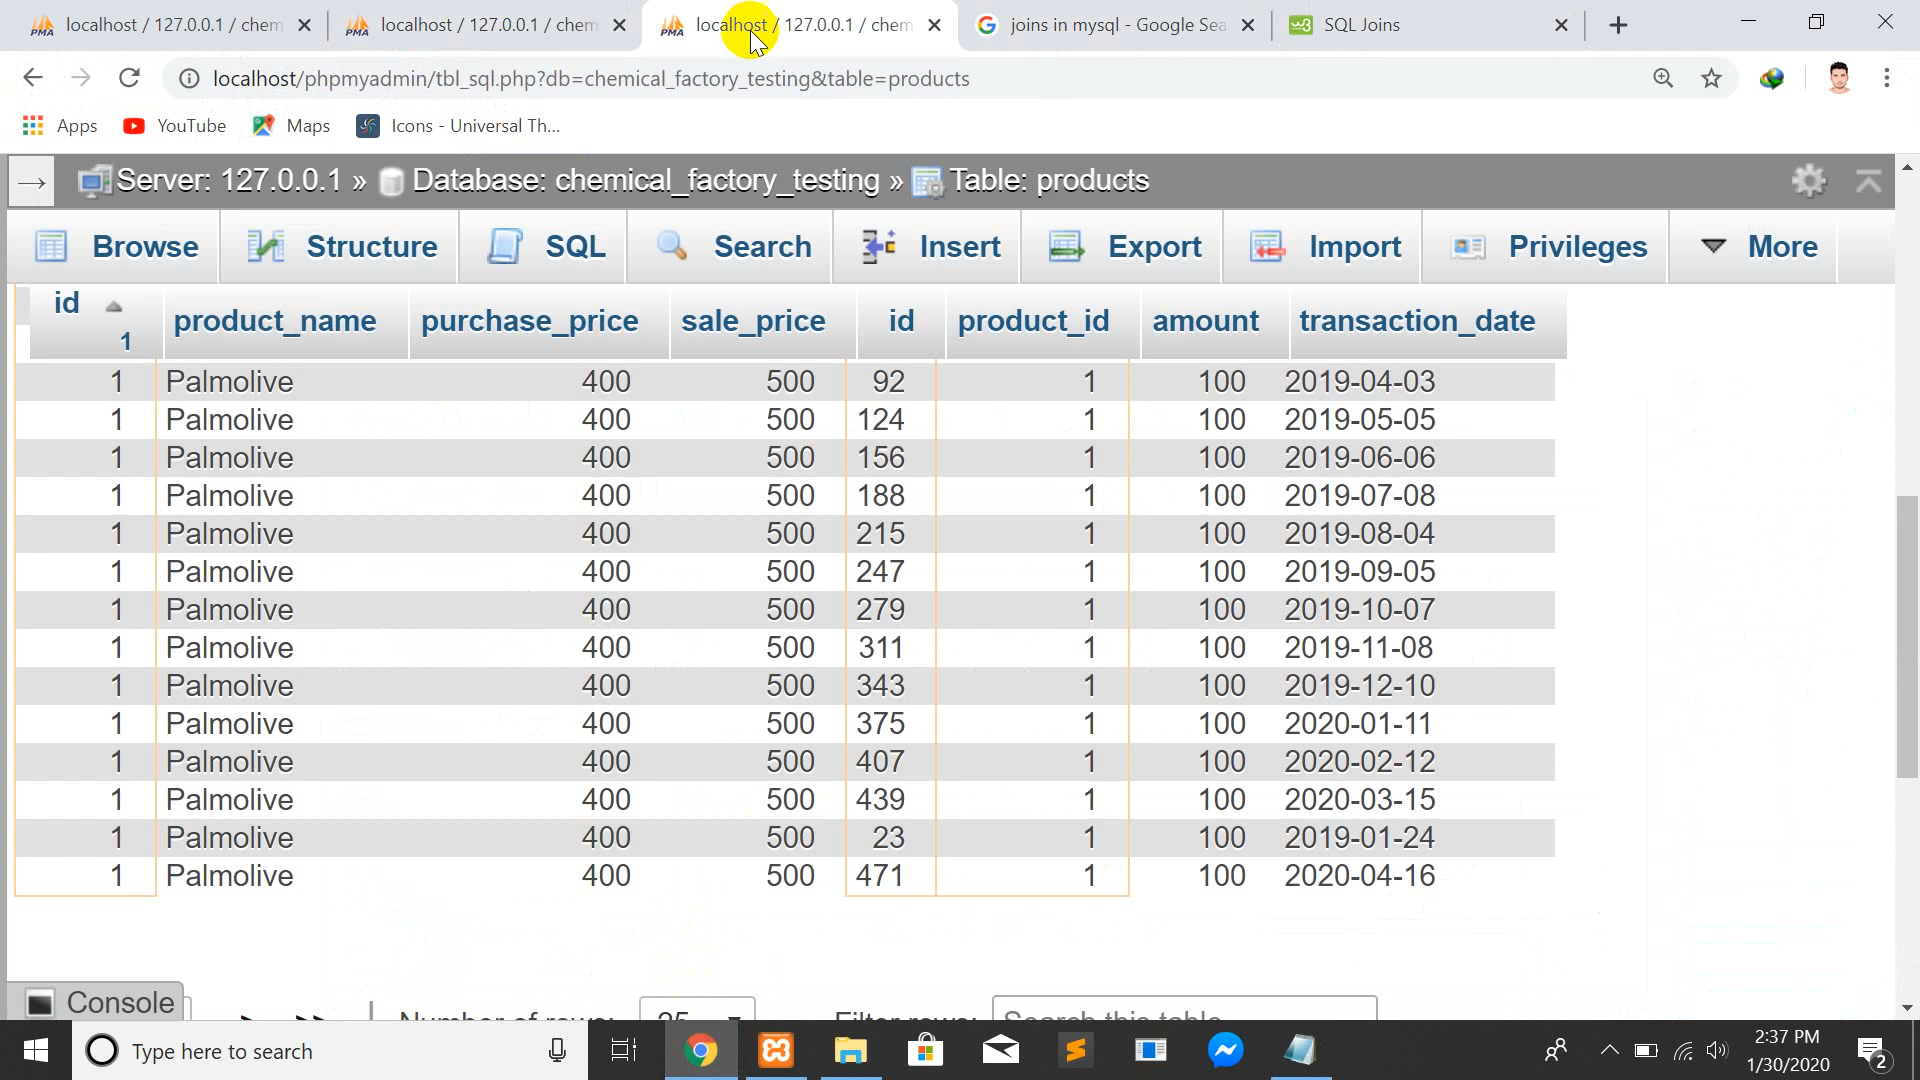 localhost / 127.0.0.1 / chem
localhost / 127.0.0.1 / chem
localhost / 127.0.0.1 / chem
joins in mysql - Google Sea
SQL Joins
localhost/phpmyadmin/tbl_sql.php?db=chemical_factory_testing&table=products
Apps YouTube Maps Icons - Universal Th...
Server: 127.0.0.1 » Database: chemical_factory_testing » Table: products
Browse Structure SQL Search Insert Export Import Privileges More
id 1 product_name purchase_price sale_price id product_id amount transaction_date
1 Palmolive 400 500 92 1 100 2019-04-03
1 Palmolive 400 500 124 1 100 2019-05-05
1 Palmolive 400 500 156 1 100 2019-06-06
1 Palmolive 400 500 188 1 100 2019-07-08
1 Palmolive 400 500 215 1 100 2019-08-04
1 Palmolive 400 500 247 1 100 2019-09-05
1 Palmolive 400 500 279 1 100 2019-10-07
1 Palmolive 400 500 311 1 100 2019-11-08
1 Palmolive 400 500 343 1 100 2019-12-10
1 Palmolive 400 500 375 1 100 2020-01-11
1 Palmolive 400 500 407 1 100 2020-02-12
1 Palmolive 400 500 439 1 100 2020-03-15
1 Palmolive 400 500 23 1 100 2019-01-24
1 Palmolive 400 500 471 1 100 2020-04-16
Console > >> | Number of rows: 25 Filter rows: Search this table
Type here to search
2:37 PM
1/30/2020
2